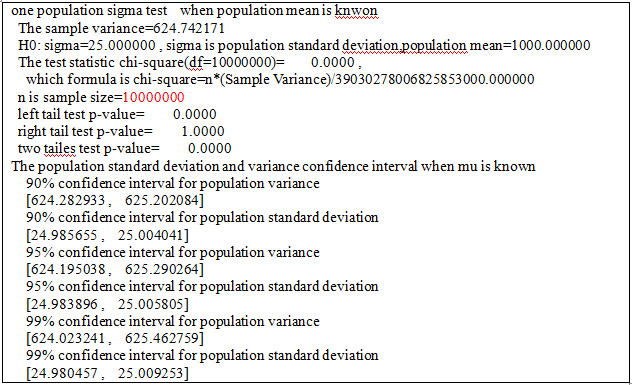 one population sigma test when population mean is knwon
The sample variance=624.742171
H0: sigma=25.000000 , sigma is population standard deviation,population mean=1000.000000
The test statistic chi-square(df=10000000)= 0.0000 ,
which formula is chi-square=n*(Sample Variance)/39030278006825853000.000000
n is sample size=10000000
left tail test p-value= 0.0000
right tail test p-value= 1.0000
two tailes test p-value= 0.0000
The population standard deviation and variance confidence interval when mu is known
90% confidence interval for population variance
[624.282933 , 625.202084]
90% confidence interval for population standard deviation
[24.985655 , 25.004041]
95% confidence interval for population variance
[624.195038 , 625.290264]
95% confidence interval for population standard deviation
[24.983896 , 25.005805]
99% confidence interval for population variance
[624.023241 , 625.462759]
99% confidence interval for population standard deviation
[24.980457 , 25.009253]